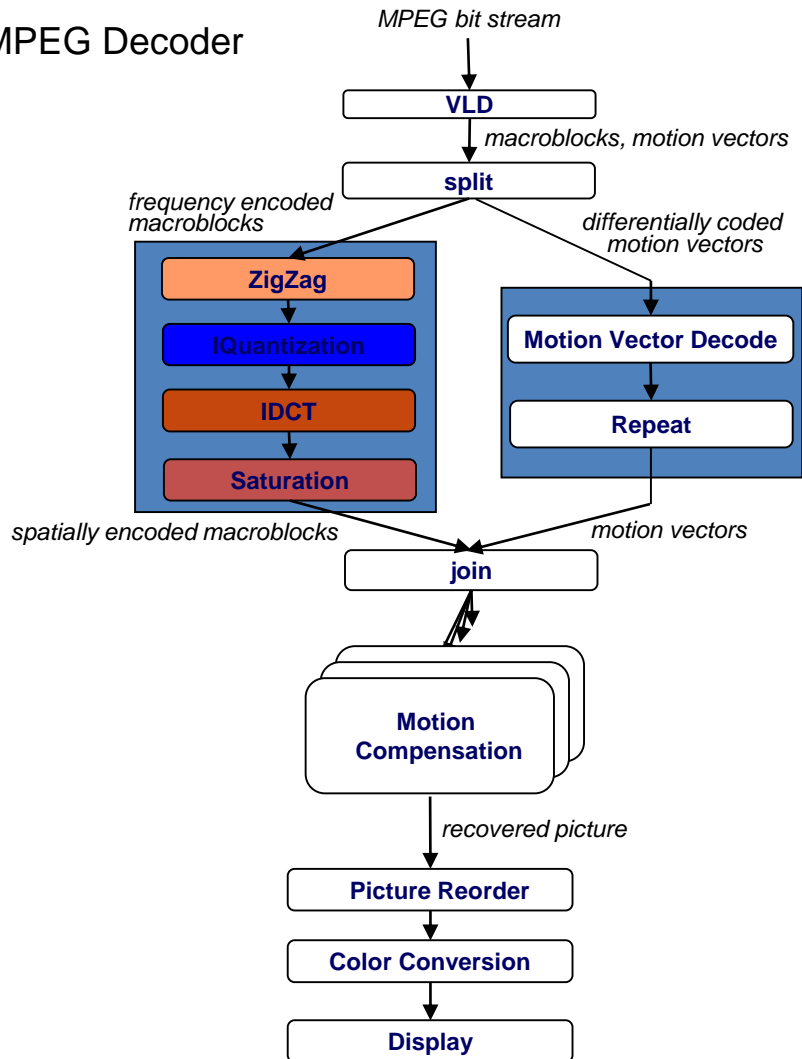 MPEG Decoder
MPEG bit stream
VLD
macroblocks, motion vectors
split
frequency encoded
macroblocks
differentially coded
motion vectors
ZigZag
IQuantization
IDCT
Saturation
Motion Vector Decode
Repeat
spatially encoded macroblocks
motion vectors
join
Motion
Compensation
recovered picture
Picture Reorder
Color Conversion
Display